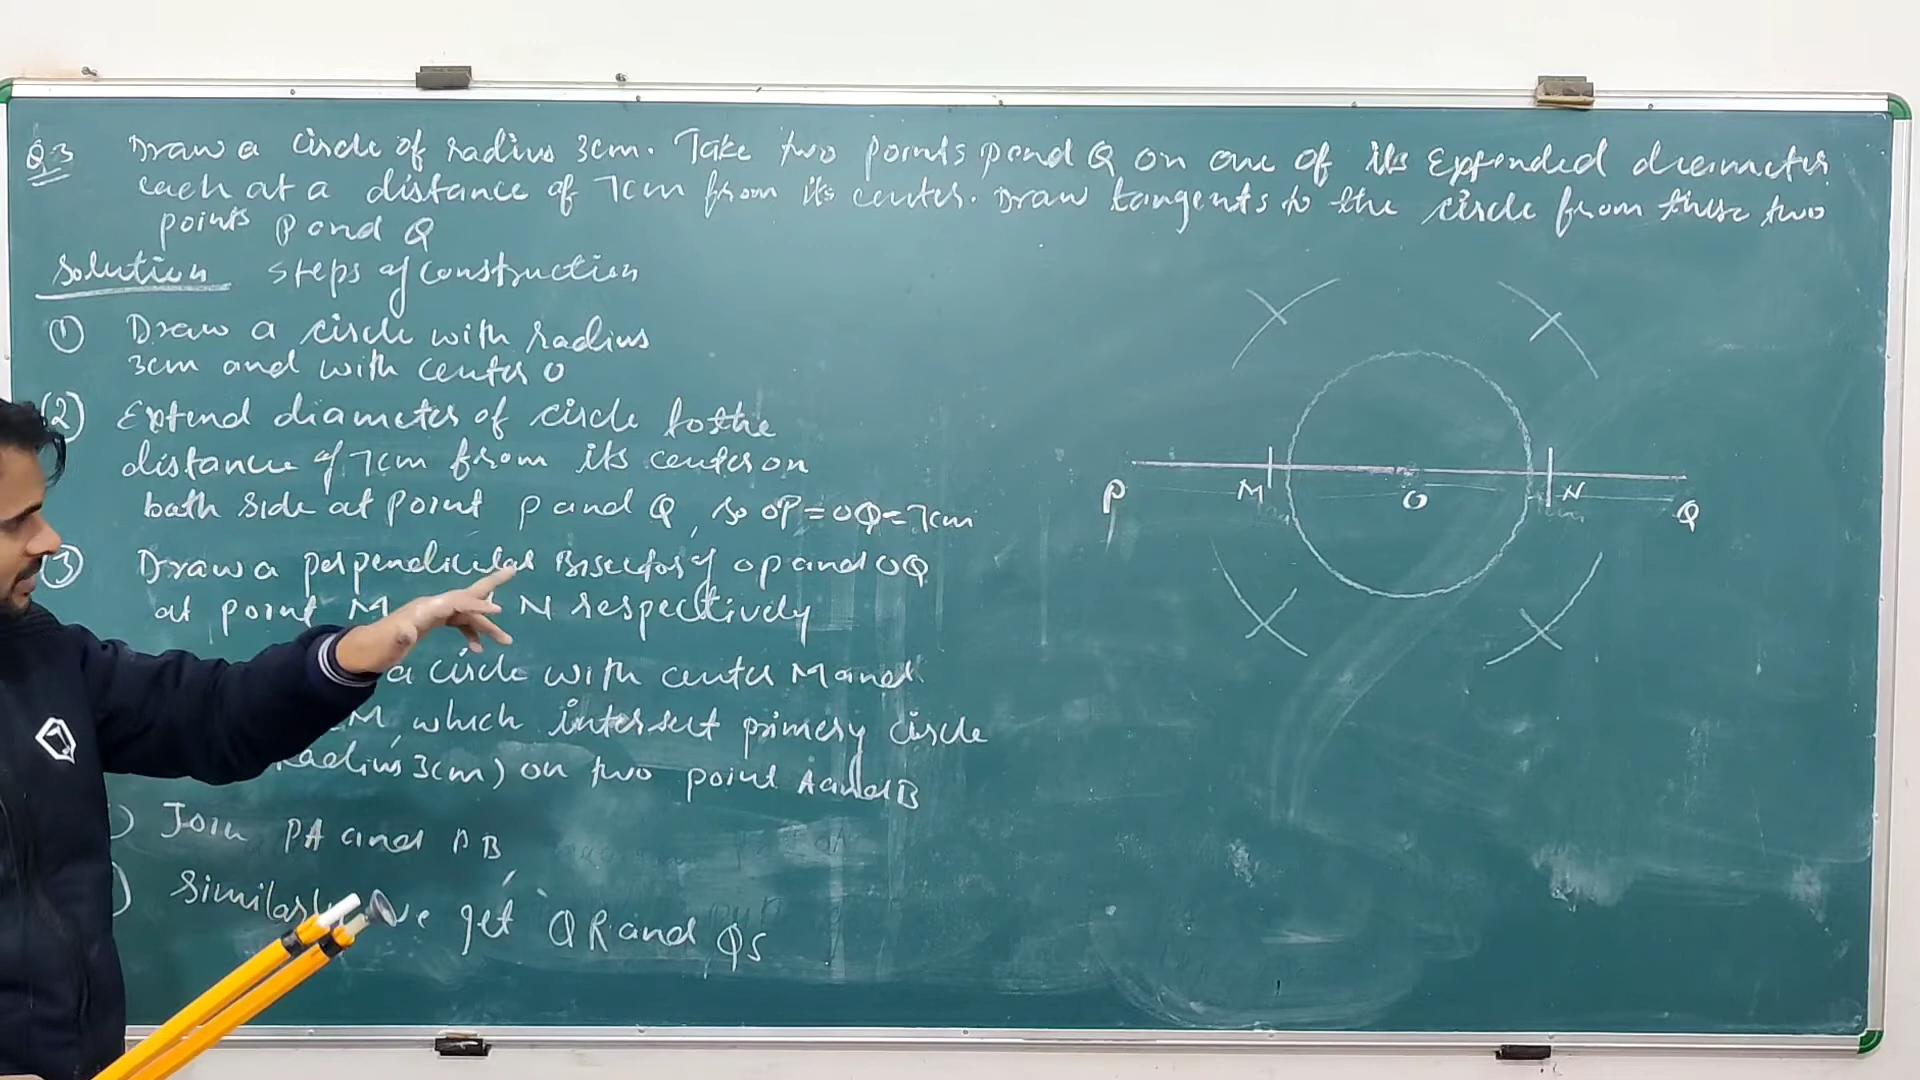 Q.3 Draw a circle of radius 3cm. Take two points P and Q on one of its Extended diameter
each at a distance of 7cm from its center. Draw tangents to the circle from these two
points P and Q
Solution Steps of construction
① Draw a circle with radius
3cm and with center O
(2) Extend diameter of circle to the
distance of 7cm from its center on
both side at point P and Q, so OP=OQ=7cm
③ Draw a perpendicular Bisector of OP and OQ
at point M N respectively
a circle with center M and
M, which intersect primery circle
radius 3cm) on two point A and B
) Join PA and PB
) Similarly we get QR and QS
P M O N Q